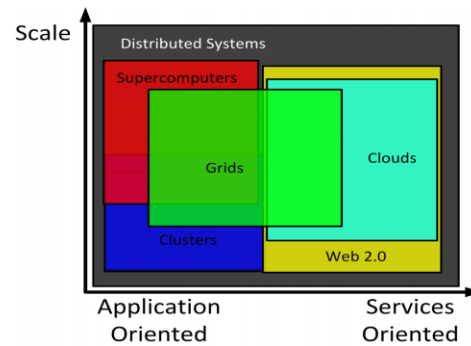 Scale
Distributed Systems
Supercomputers
Grids
Clouds
Clusters
Web 2.0
Application
Oriented
Services
Oriented